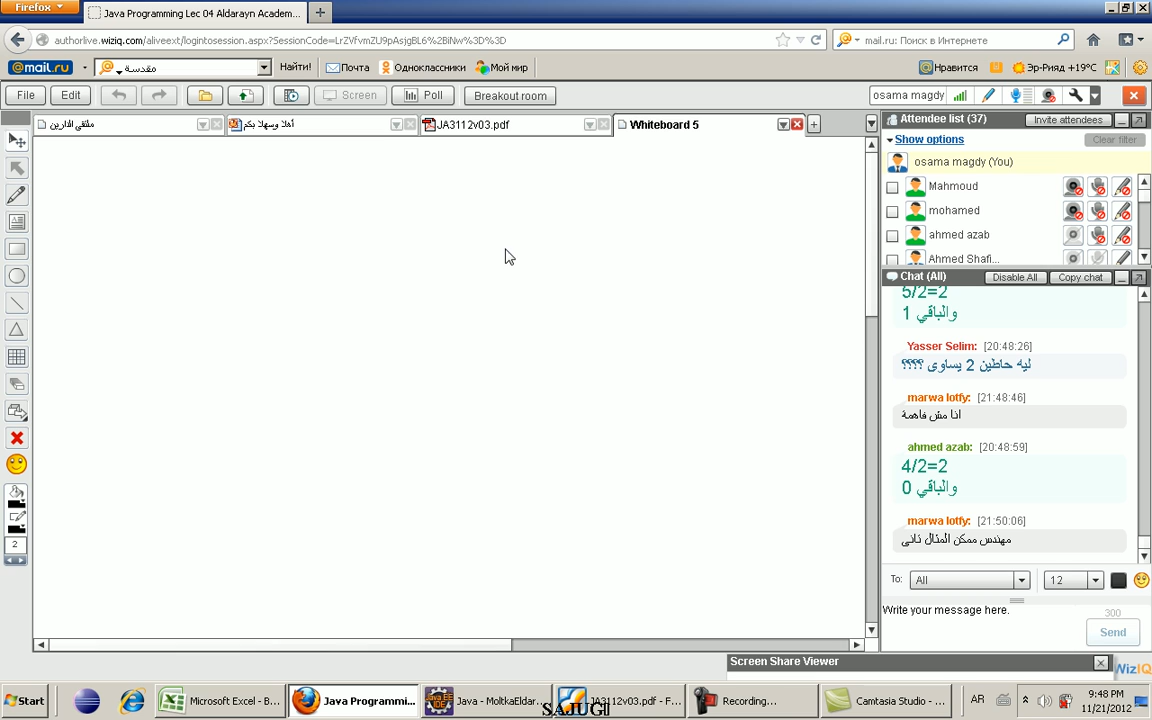 Firefox
Java Programming Lec 04 Aldarayn Academ...
authorlive.wiziq.com/aliveext/logintosession.aspx?SessionCode=LrZVfvmZU9pAsjgBL6%2BiNw%3D%3D
mail.ru: Поиск в Интернете
@mail.ru
مقدسة
Найти!
Почта
Одноклассники
Мой мир
Нравится
Эр-Рияд +19°C
File
Edit
Screen
Poll
Breakout room
osama magdy
ملتقى الدارين
أهلا وسهلا بكم
JA3112v03.pdf
Whiteboard 5
Attendee list (37)
Invite attendees
Show options
Clear filter
osama magdy (You)
Mahmoud
mohamed
ahmed azab
Ahmed Shafi...
Chat (All)
Disable All
Copy chat
5/2=2
والباقي 1
Yasser Selim: [20:48:26]
ليه حاطين 2 يساوى ؟؟؟؟
marwa lotfy: [21:48:46]
انا مش فاهمة
ahmed azab: [20:48:59]
4/2=2
والباقي 0
marwa lotfy: [21:50:06]
مهندس ممكن المثال تانى
2
To:
All
12
Write your message here.
300
Send
Screen Share Viewer
WizIQ
Start
Microsoft Excel - B...
Java Programmi...
Java - MoltkaEldar...
JA3112v03.pdf - F...
Recording...
Camtasia Studio - ...
AR
9:48 PM
11/21/2012